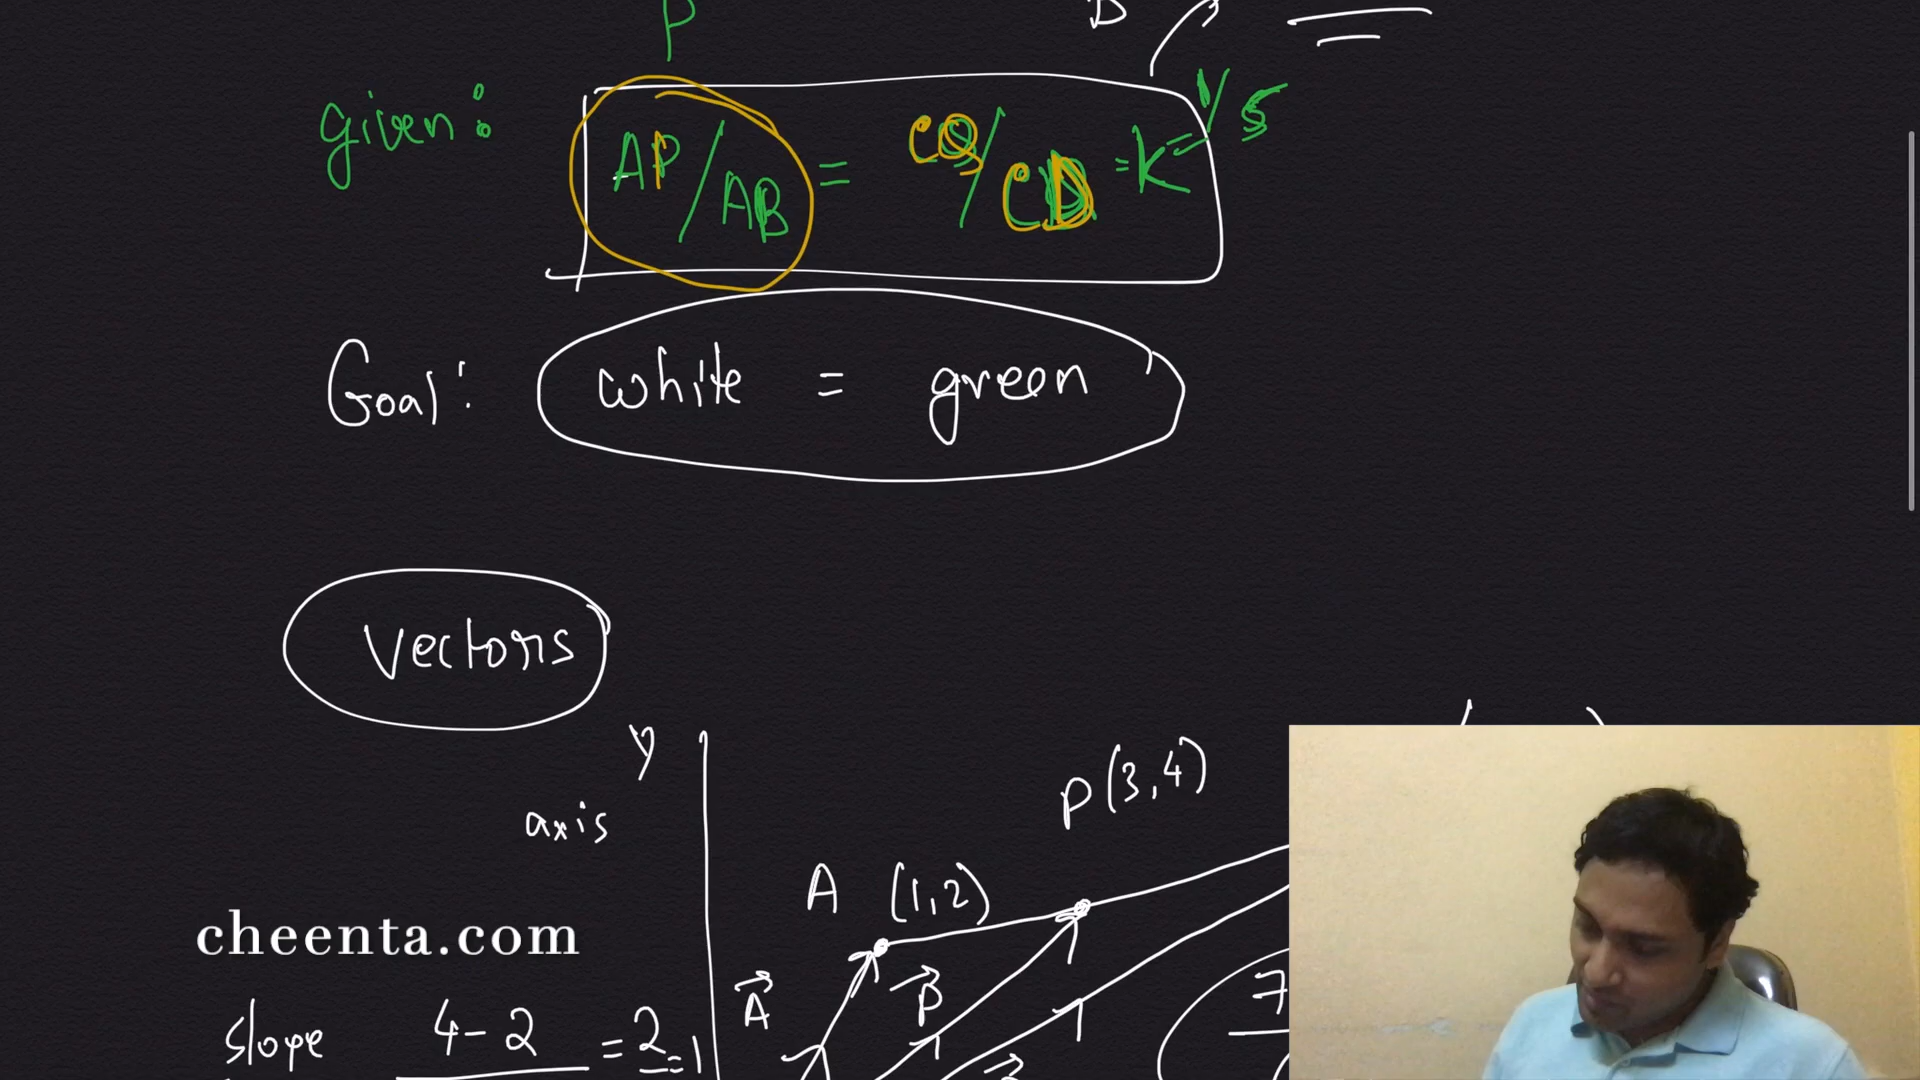 P
D
given:
AP/AB = CQ/CD = K = 1/5
Goal: white = green
Vectors
y
axis
P(3,4)
A (1,2)
cheenta.com
A
P
7
slope 4-2 = 2 = 1